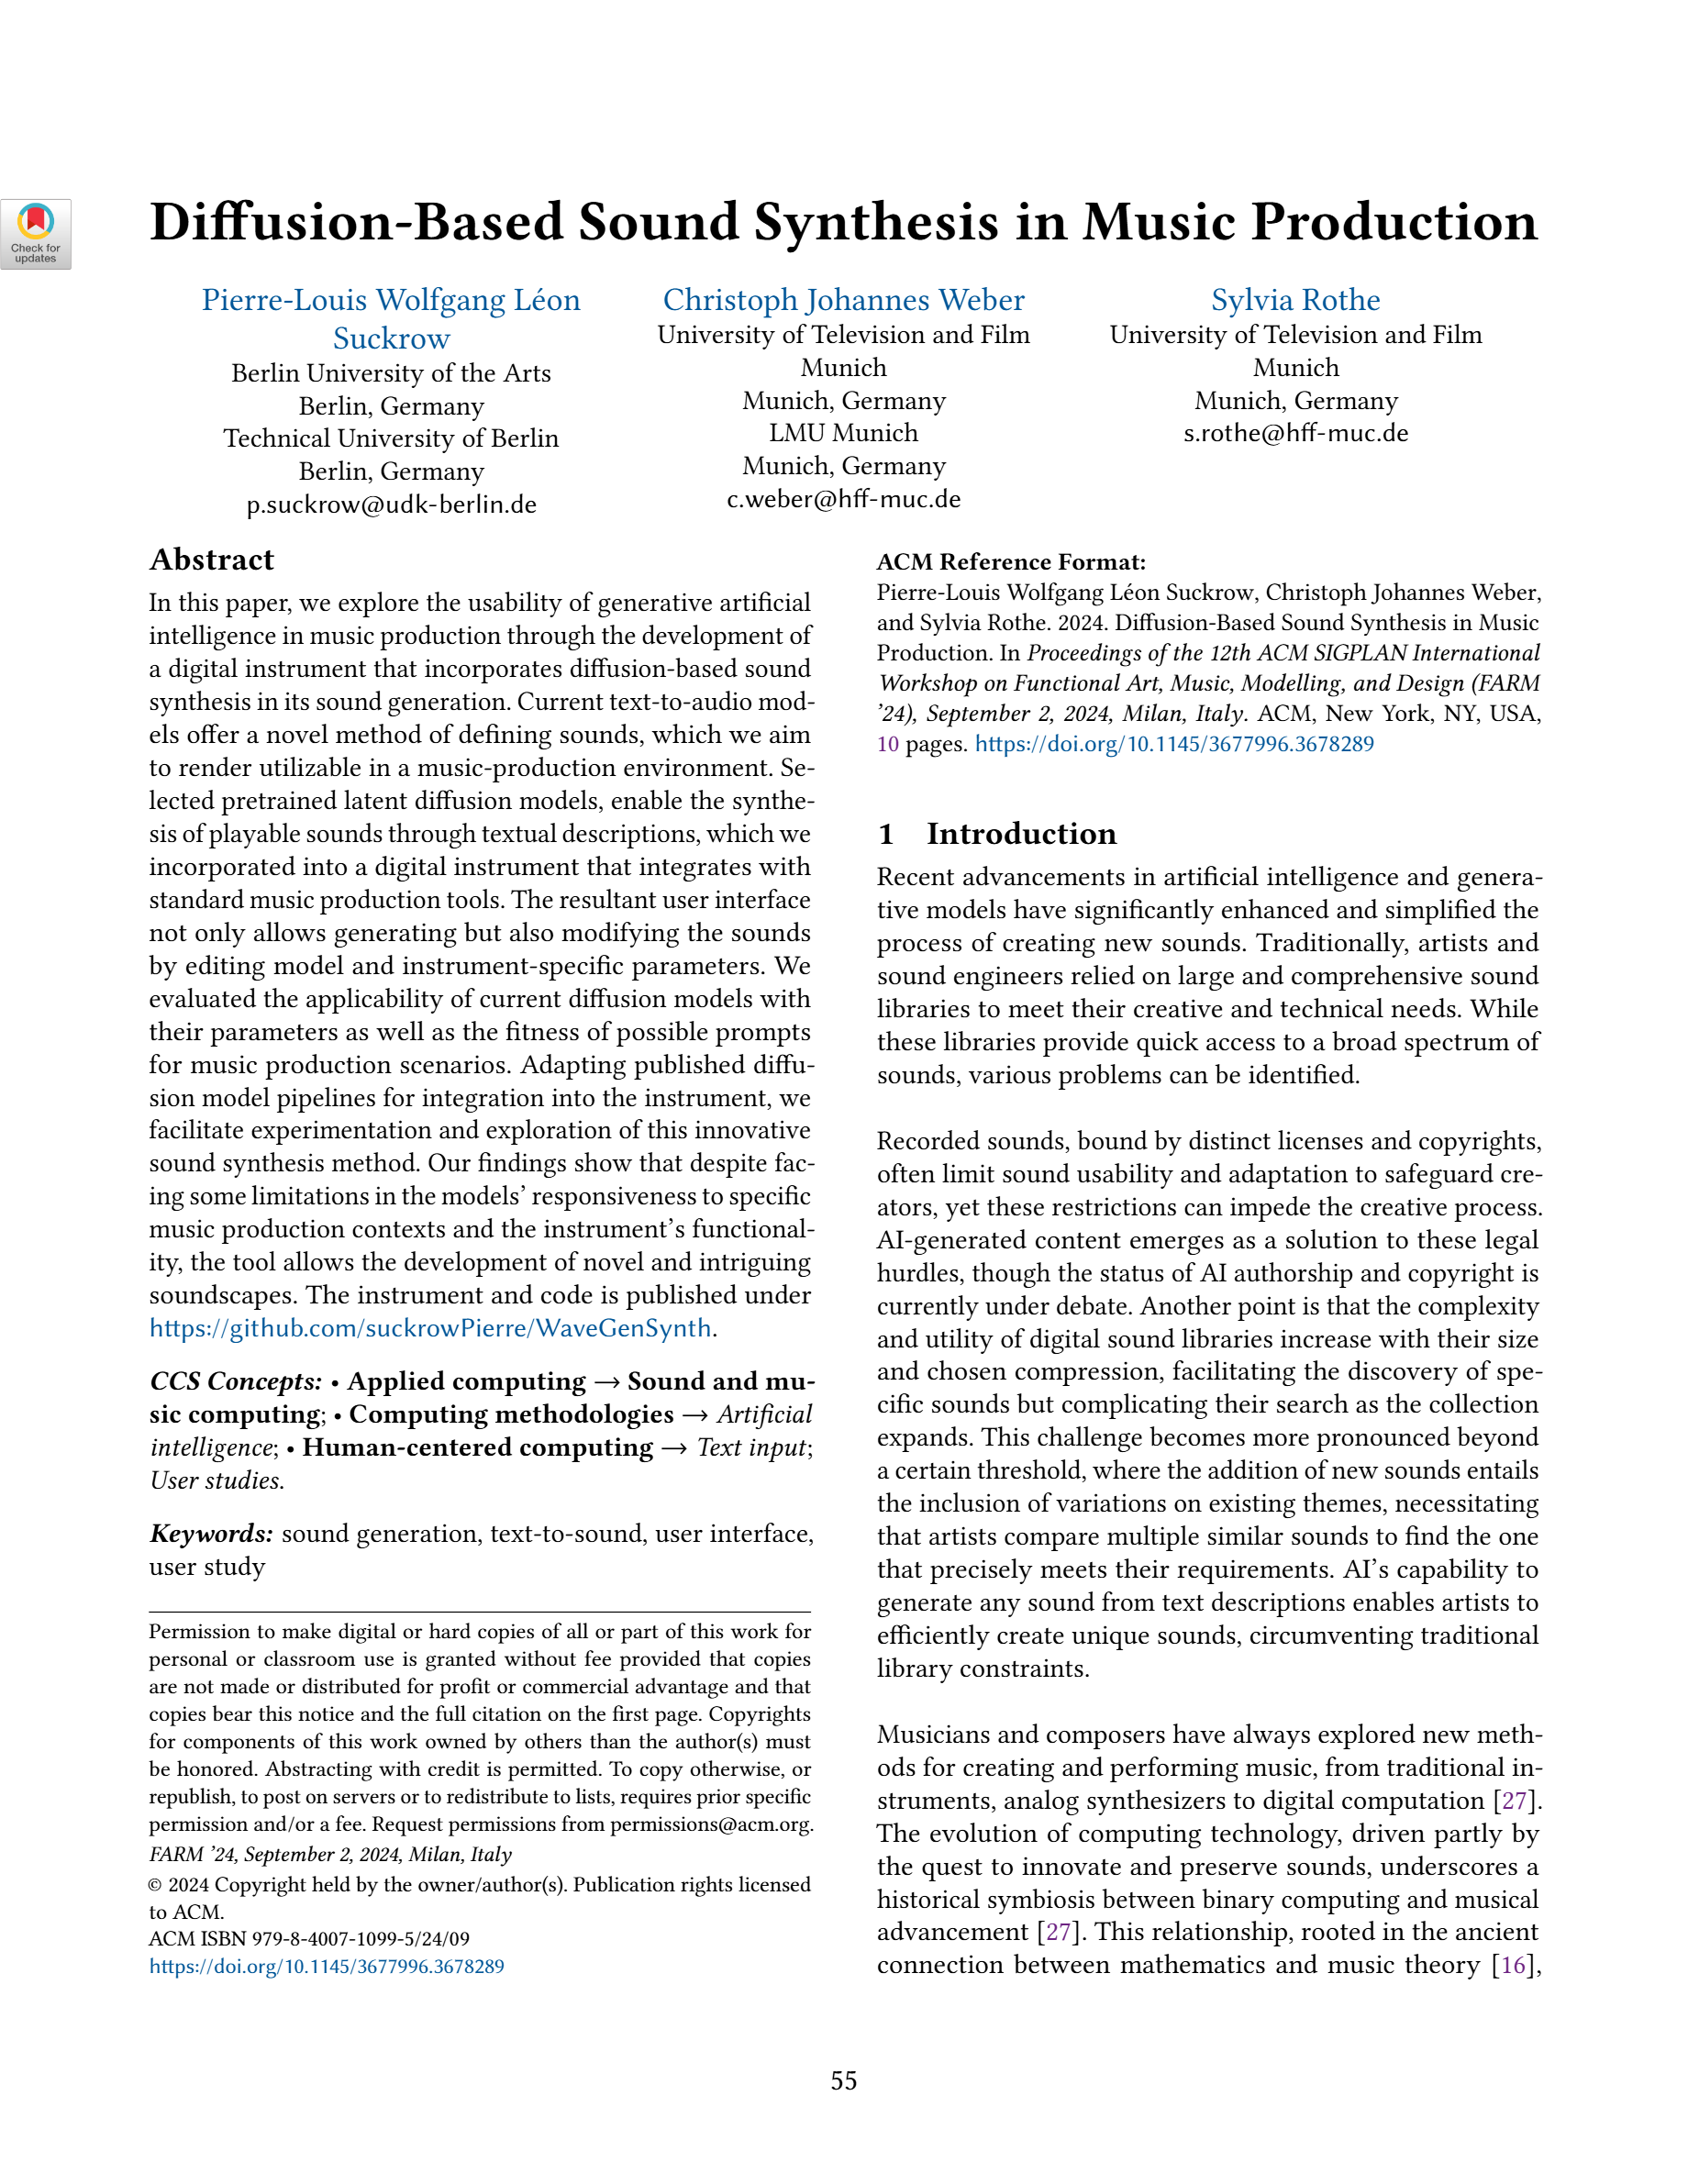 Check for
updates
Diffusion-Based Sound Synthesis in Music Production
Pierre-Louis Wolfgang Léon
Suckrow
Berlin University of the Arts
Berlin, Germany
Technical University of Berlin
Berlin, Germany
p.suckrow@udk-berlin.de
Christoph Johannes Weber
University of Television and Film
Munich
Munich, Germany
LMU Munich
Munich, Germany
c.weber@hff-muc.de
Sylvia Rothe
University of Television and Film
Munich
Munich, Germany
s.rothe@hff-muc.de
Abstract
In this paper, we explore the usability of generative artificial
intelligence in music production through the development of
a digital instrument that incorporates diffusion-based sound
synthesis in its sound generation. Current text-to-audio mod-
els offer a novel method of defining sounds, which we aim
to render utilizable in a music-production environment. Se-
lected pretrained latent diffusion models, enable the synthe-
sis of playable sounds through textual descriptions, which we
incorporated into a digital instrument that integrates with
standard music production tools. The resultant user interface
not only allows generating but also modifying the sounds
by editing model and instrument-specific parameters. We
evaluated the applicability of current diffusion models with
their parameters as well as the fitness of possible prompts
for music production scenarios. Adapting published diffu-
sion model pipelines for integration into the instrument, we
facilitate experimentation and exploration of this innovative
sound synthesis method. Our findings show that despite fac-
ing some limitations in the models' responsiveness to specific
music production contexts and the instrument's functional-
ity, the tool allows the development of novel and intriguing
soundscapes. The instrument and code is published under
https://github.com/suckrowPierre/WaveGenSynth.
CCS Concepts: • Applied computing → Sound and mu-
sic computing; • Computing methodologies → Artificial
intelligence; • Human-centered computing → Text input;
User studies.
Keywords: sound generation, text-to-sound, user interface,
user study
Permission to make digital or hard copies of all or part of this work for
personal or classroom use is granted without fee provided that copies
are not made or distributed for profit or commercial advantage and that
copies bear this notice and the full citation on the first page. Copyrights
for components of this work owned by others than the author(s) must
be honored. Abstracting with credit is permitted. To copy otherwise, or
republish, to post on servers or to redistribute to lists, requires prior specific
permission and/or a fee. Request permissions from permissions@acm.org.
FARM '24, September 2, 2024, Milan, Italy
© 2024 Copyright held by the owner/author(s). Publication rights licensed
to ACM.
ACM ISBN 979-8-4007-1099-5/24/09
https://doi.org/10.1145/3677996.3678289
ACM Reference Format:
Pierre-Louis Wolfgang Léon Suckrow, Christoph Johannes Weber,
and Sylvia Rothe. 2024. Diffusion-Based Sound Synthesis in Music
Production. In Proceedings of the 12th ACM SIGPLAN International
Workshop on Functional Art, Music, Modelling, and Design (FARM
'24), September 2, 2024, Milan, Italy. ACM, New York, NY, USA,
10 pages. https://doi.org/10.1145/3677996.3678289
1 Introduction
Recent advancements in artificial intelligence and genera-
tive models have significantly enhanced and simplified the
process of creating new sounds. Traditionally, artists and
sound engineers relied on large and comprehensive sound
libraries to meet their creative and technical needs. While
these libraries provide quick access to a broad spectrum of
sounds, various problems can be identified.
Recorded sounds, bound by distinct licenses and copyrights,
often limit sound usability and adaptation to safeguard cre-
ators, yet these restrictions can impede the creative process.
AI-generated content emerges as a solution to these legal
hurdles, though the status of AI authorship and copyright is
currently under debate. Another point is that the complexity
and utility of digital sound libraries increase with their size
and chosen compression, facilitating the discovery of spe-
cific sounds but complicating their search as the collection
expands. This challenge becomes more pronounced beyond
a certain threshold, where the addition of new sounds entails
the inclusion of variations on existing themes, necessitating
that artists compare multiple similar sounds to find the one
that precisely meets their requirements. AI's capability to
generate any sound from text descriptions enables artists to
efficiently create unique sounds, circumventing traditional
library constraints.
Musicians and composers have always explored new meth-
ods for creating and performing music, from traditional in-
struments, analog synthesizers to digital computation [27].
The evolution of computing technology, driven partly by
the quest to innovate and preserve sounds, underscores a
historical symbiosis between binary computing and musical
advancement [27]. This relationship, rooted in the ancient
connection between mathematics and music theory [16],
55